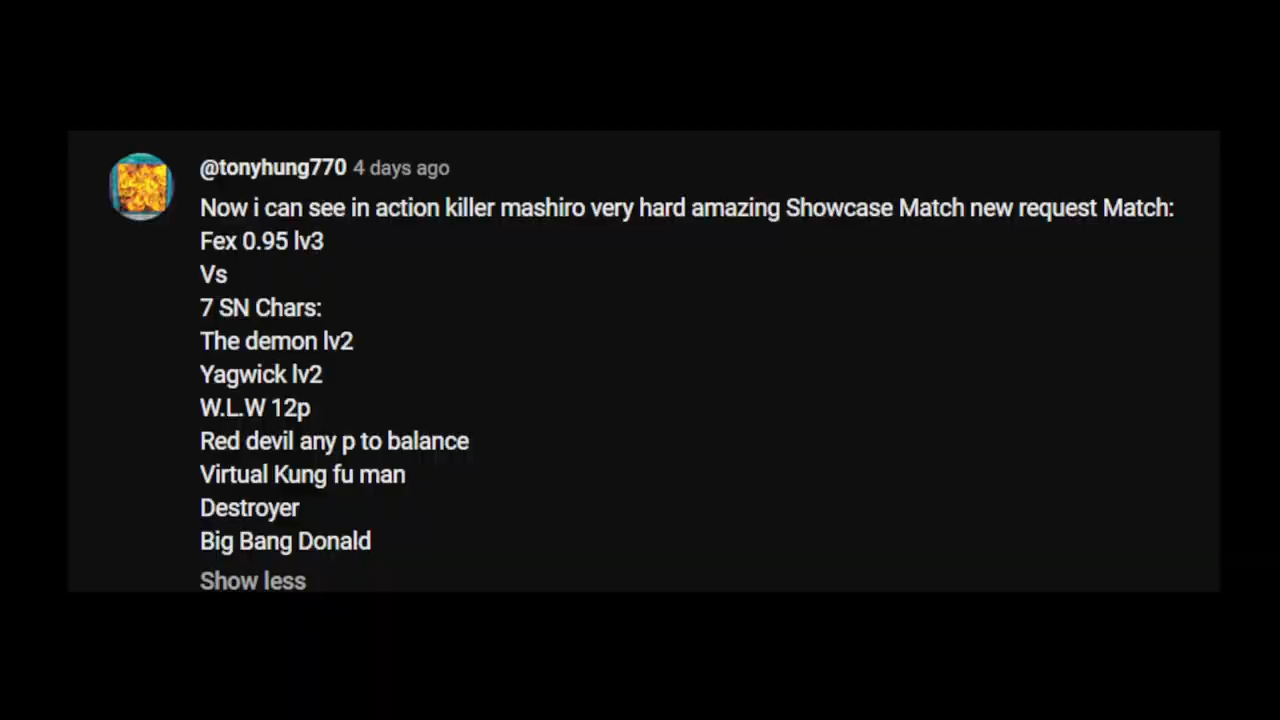 @tonyhung770 4 days ago
Now i can see in action killer mashiro very hard amazing Showcase Match new request Match:
Fex 0.95 lv3
Vs
7 SN Chars:
The demon lv2
Yagwick lv2
W.L.W 12p
Red devil any p to balance
Virtual Kung fu man
Destroyer
Big Bang Donald
Show less